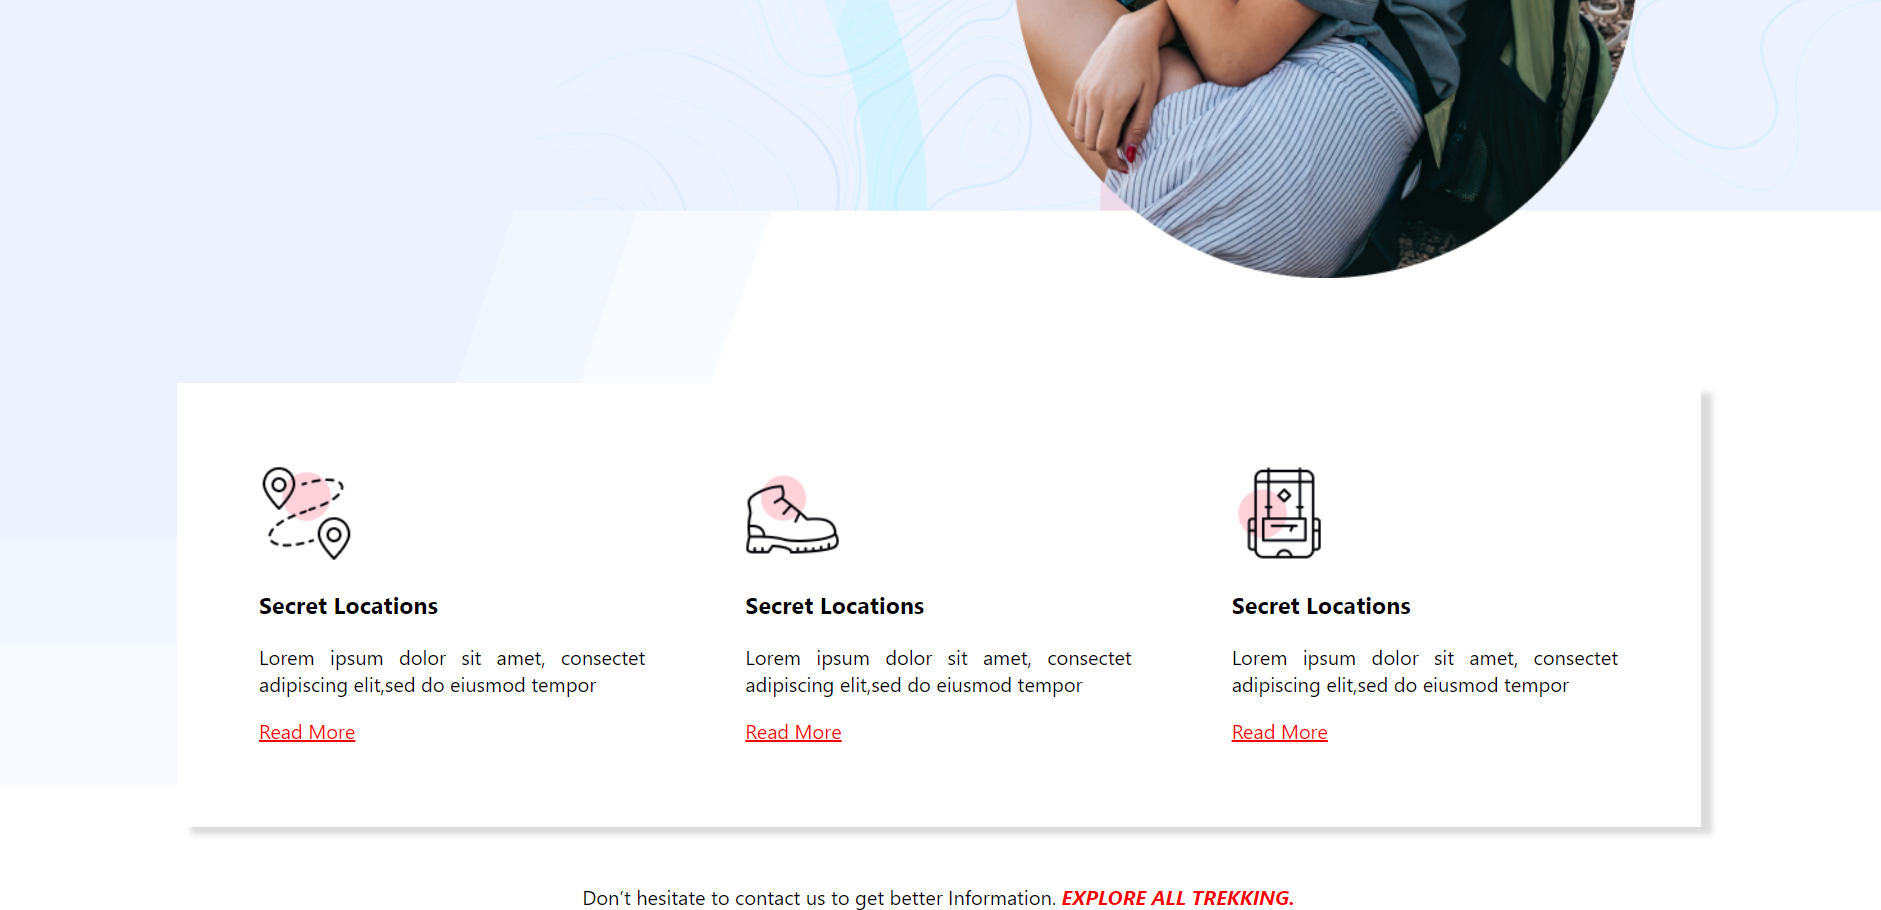 Secret Locations
Lorem ipsum dolor sit amet, consectet
adipiscing elit,sed do eiusmod tempor
Read More
Secret Locations
Lorem ipsum dolor sit amet, consectet
adipiscing elit,sed do eiusmod tempor
Read More
Secret Locations
Lorem ipsum dolor sit amet, consectet
adipiscing elit,sed do eiusmod tempor
Read More
Don’t hesitate to contact us to get better Information. EXPLORE ALL TREKKING.